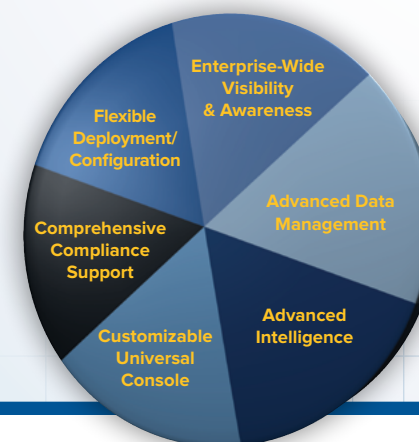 Enterprise-Wide
Visibility
& Awareness
Advanced Data
Management
Advanced
Intelligence
Customizable
Universal
Console
Comprehensive
Compliance
Support
Flexible
Deployment/
Configuration